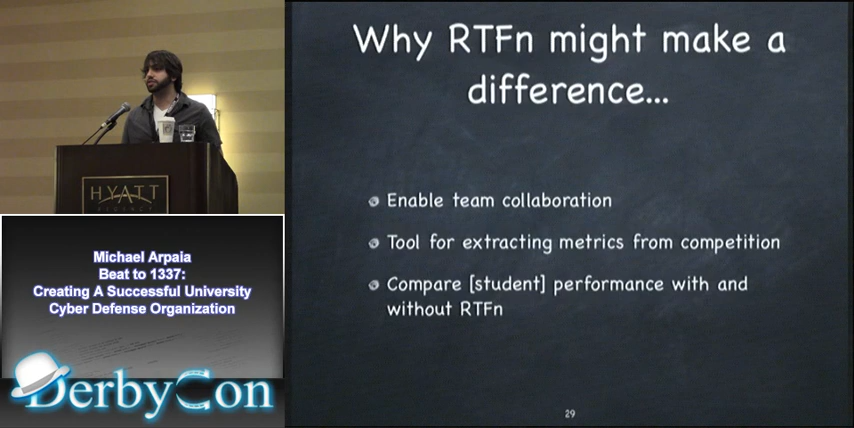 HYATT
REGENCY
Michael Arpaia
Beat to 1337:
Creating A Successful University
Cyber Defense Organization
DerbyCon
Why RTFn might make a
difference...
Enable team collaboration
Tool for extracting metrics from competition
Compare [student] performance with and
without RTFn
29